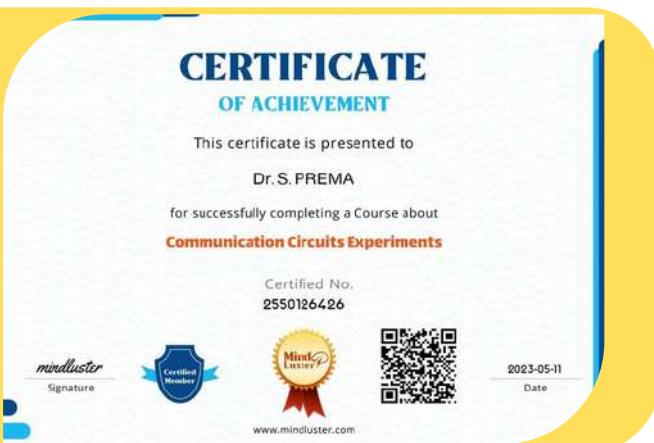 CERTIFICATE
OF ACHIEVEMENT
This certificate is presented to
Dr. S. PREMA
for successfully completing a Course about
Communication Circuits Experiments
Certified No.
2550126426
mindluster
Signature
Certified
Member
Mind
Luster
2023-05-11
Date
www.mindluster.com